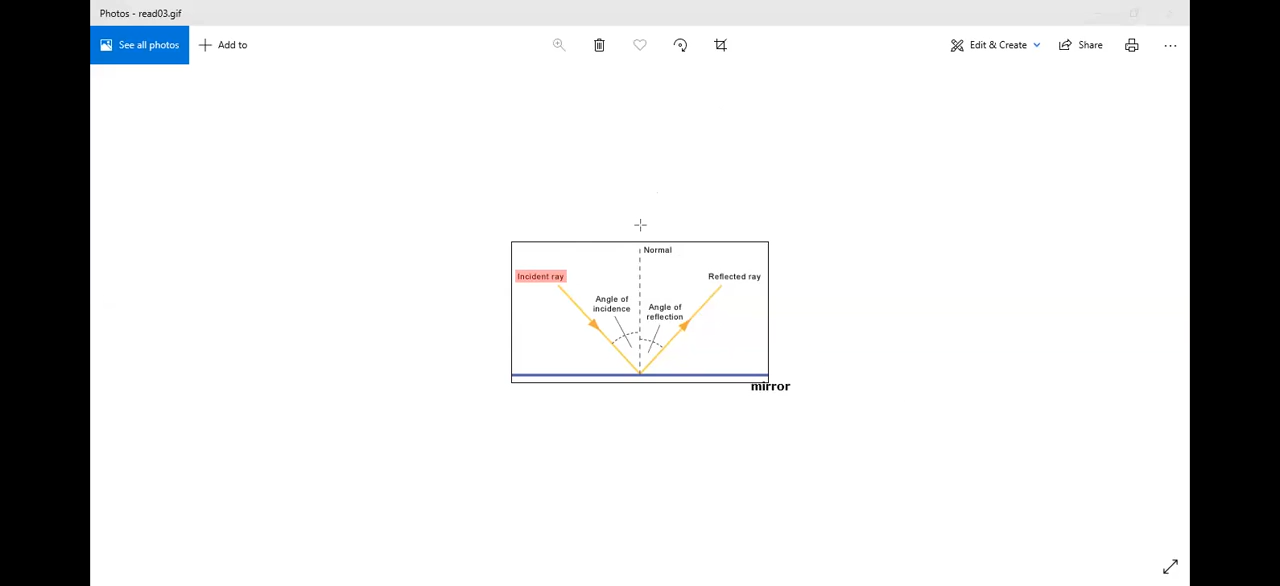 Photos - read03.gif
See all photos
Add to
Edit & Create
Share
Normal
Incident ray
Reflected ray
Angle of
incidence
Angle of
reflection
mirror